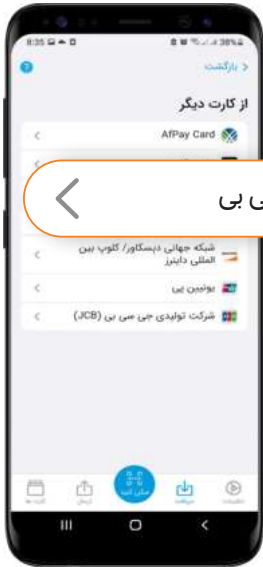 8:35
38%
بازگشت
?
از کارت دیگر
AfPay Card
ی بی
شبکه جهانی دیسکاور/ کلوپ بین
المللی داینرز
یونیین پی
شرکت تولیدی جی سی بی (JCB)